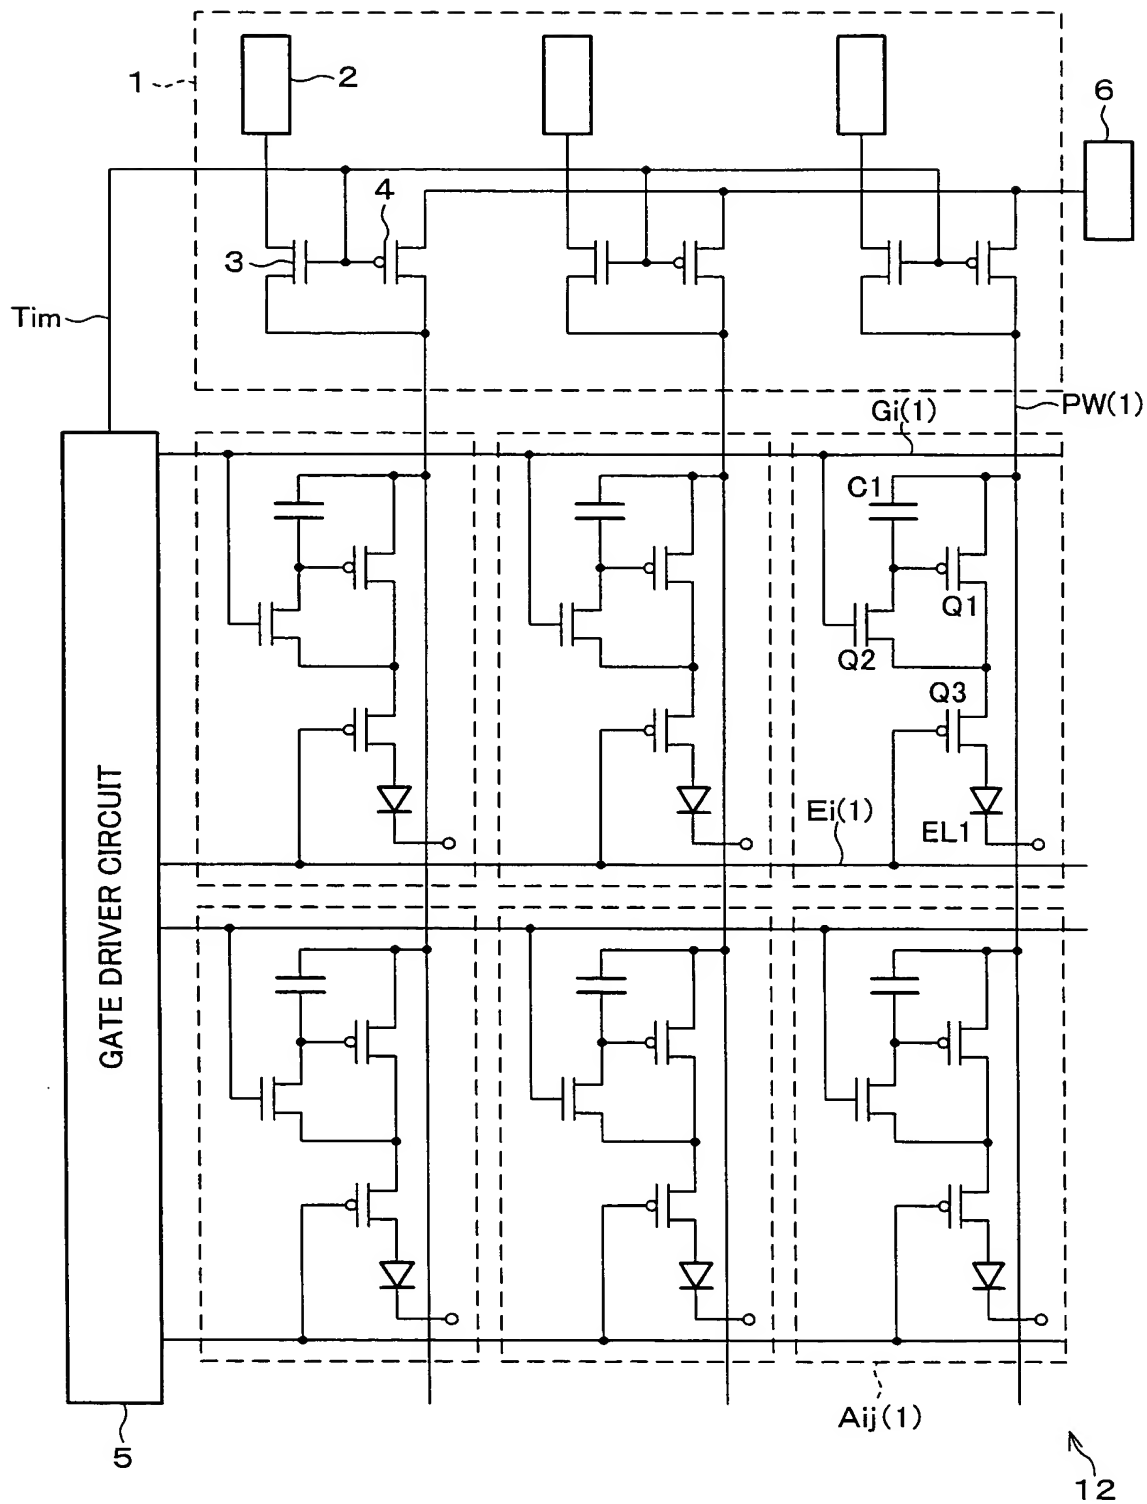 1
2
6
4
3
Tim
PW(1)
Gi(1)
C1
Q1
Q2
Q3
Ei(1)
EL1
GATE DRIVER CIRCUIT
Aij(1)
5
12